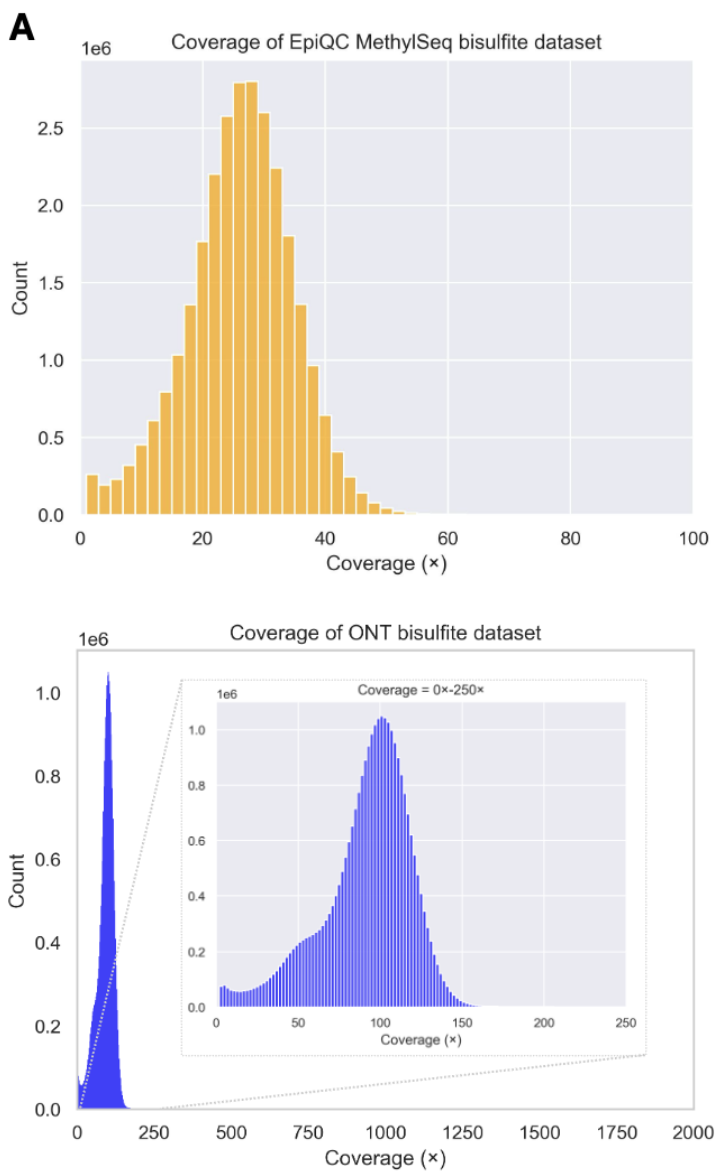 A
Coverage of EpiQC MethylSeq bisulfite dataset
1e6
2.5
2.0
1.5
1.0
0.5
0.0
Count
0 20 40 60 80 100
Coverage (×)
Coverage of ONT bisulfite dataset
1e6
1.0
0.8
0.6
0.4
0.2
0.0
Count
Coverage = 0×-250×
1e6
1.0
0.8
0.6
0.4
0.2
0.0
Count
0 50 100 150 200 250
Coverage (×)
0 250 500 750 1000 1250 1500 1750 2000
Coverage (×)